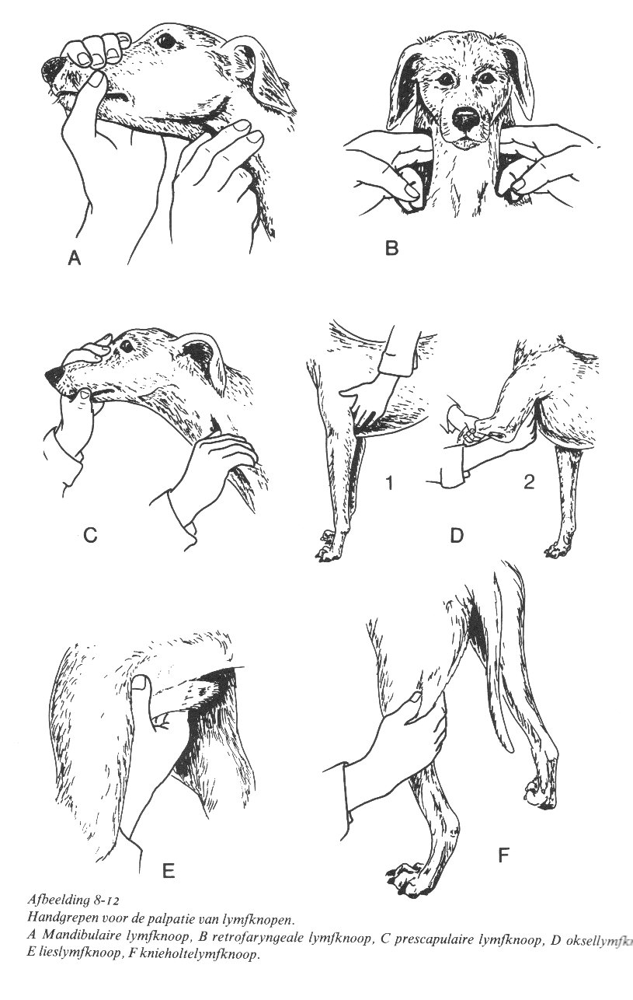 A
B
C
1
2
D
E
F
Afbeelding 8-12
Handgrepen voor de palpatie van lymfknopen.
A Mandibulaire lymfknoop, B retrofaryngeale lymfknoop, C prescapulaire lymfknoop, D
E lieslymfknoop, F knieholtelymfknoop.